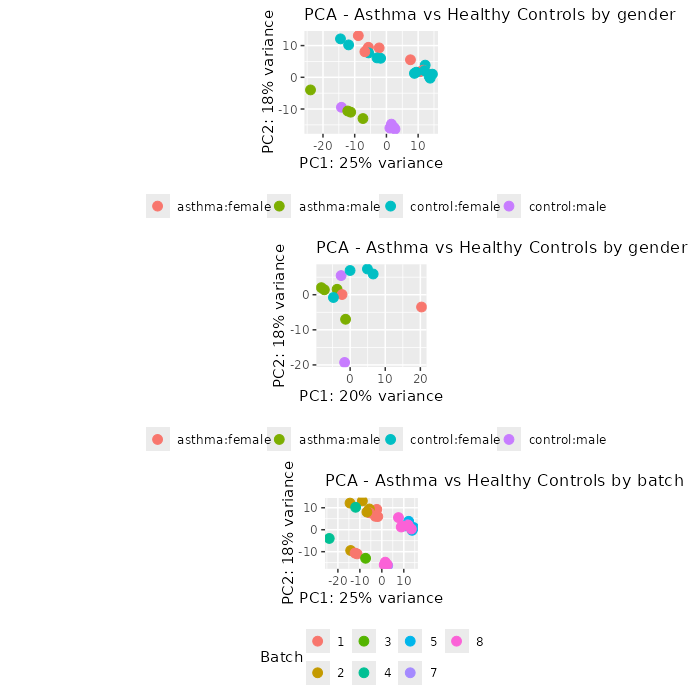 PCA - Asthma vs Healthy Controls by gender
PC2: 18% variance
10
0
-10
-20 -10 0 10
PC1: 25% variance
asthma:female asthma:male control:female control:male
PCA - Asthma vs Healthy Controls by gender
PC2: 18% variance
0
-10
-20
0 10 20
PC1: 20% variance
asthma:female asthma:male control:female control:male
PCA - Asthma vs Healthy Controls by batch
PC2: 18% variance
10
0
-10
-20 -10 0 10
PC1: 25% variance
Batch
1 3 5 8
2 4 7